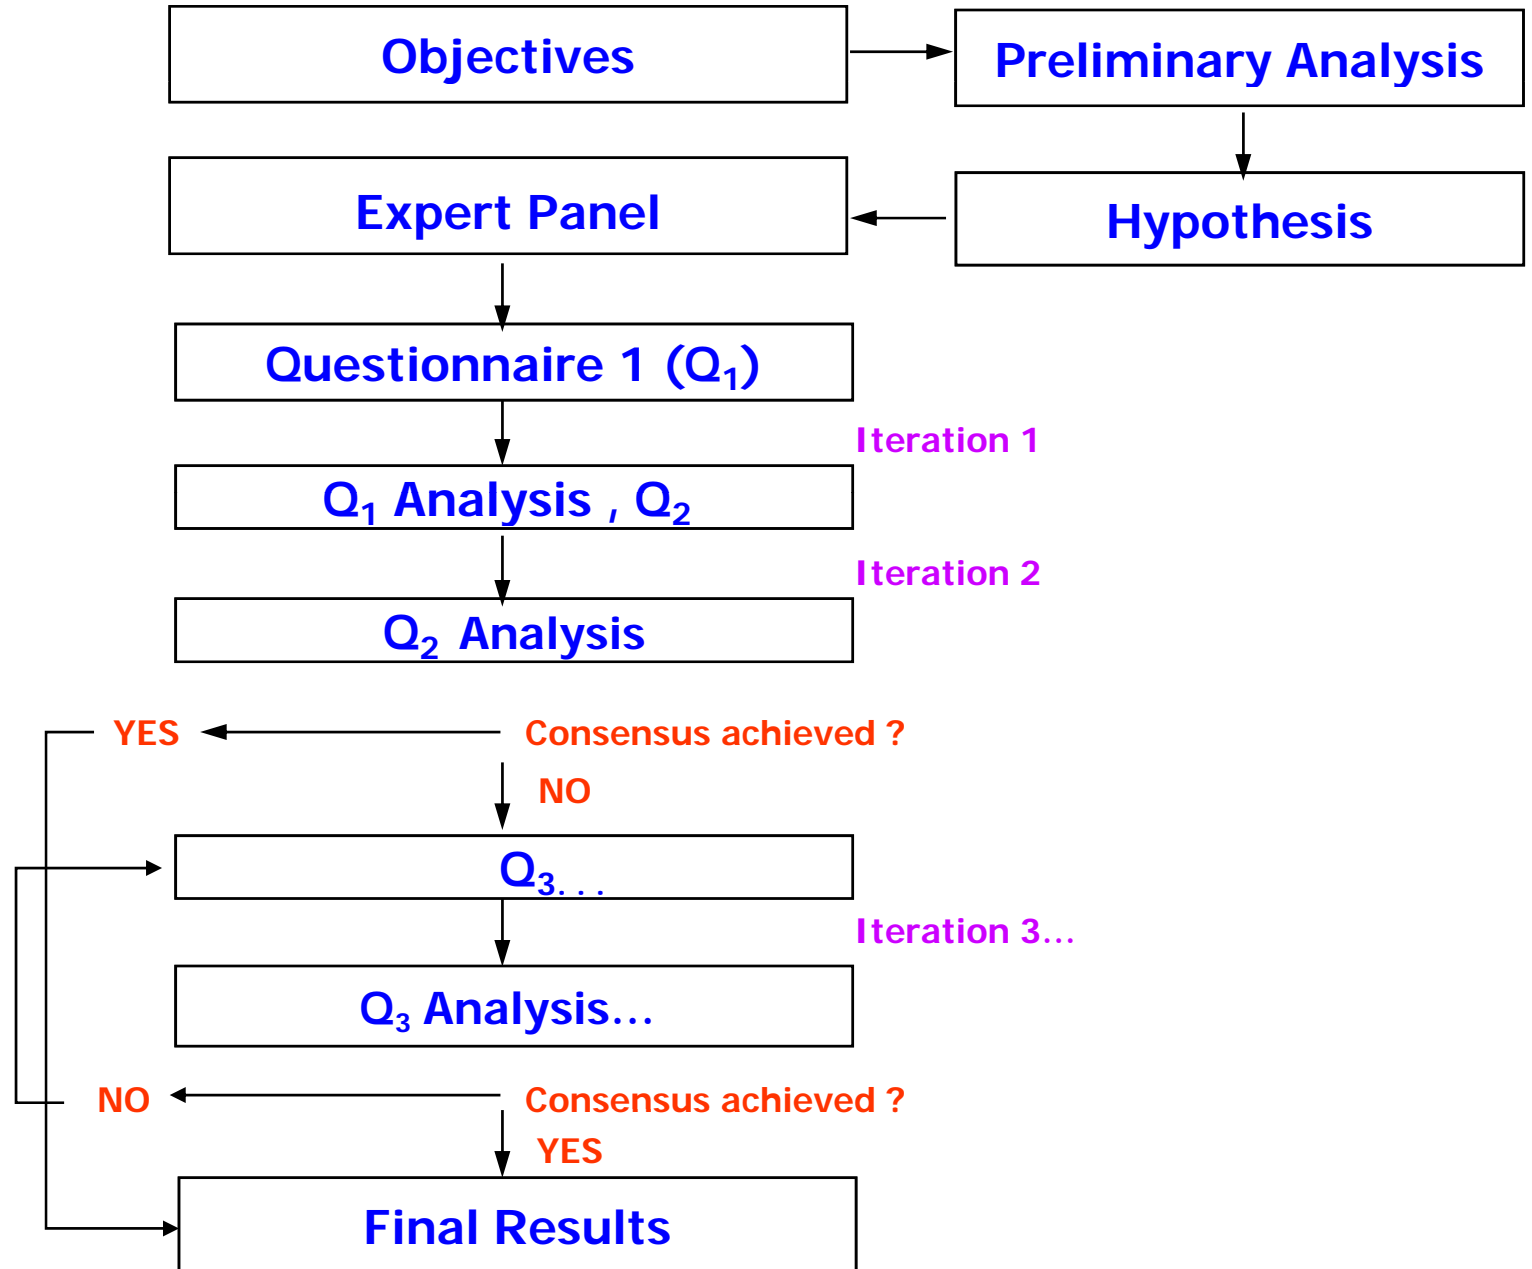 Objectives
Preliminary Analysis
Expert Panel
Hypothesis
Questionnaire 1 (Q₁)
Iteration 1
Q₁ Analysis , Q₂
Iteration 2
Q₂ Analysis
YES
Consensus achieved ?
NO
Q₃...
Iteration 3...
Q₃ Analysis...
NO
Consensus achieved ?
YES
Final Results